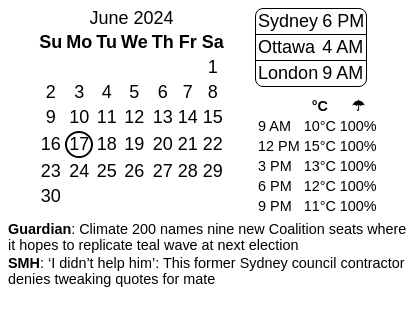 June 2024
Su Mo Tu We Th Fr Sa
1
2 3 4 5 6 7 8
9 10 11 12 13 14 15
16 17 18 19 20 21 22
23 24 25 26 27 28 29
30
Sydney 6 PM
Ottawa 4 AM
London 9 AM
°C ☂
9 AM 10°C 100%
12 PM 15°C 100%
3 PM 13°C 100%
6 PM 12°C 100%
9 PM 11°C 100%
Guardian: Climate 200 names nine new Coalition seats where
it hopes to replicate teal wave at next election
SMH: ‘I didn’t help him’: This former Sydney council contractor
denies tweaking quotes for mate